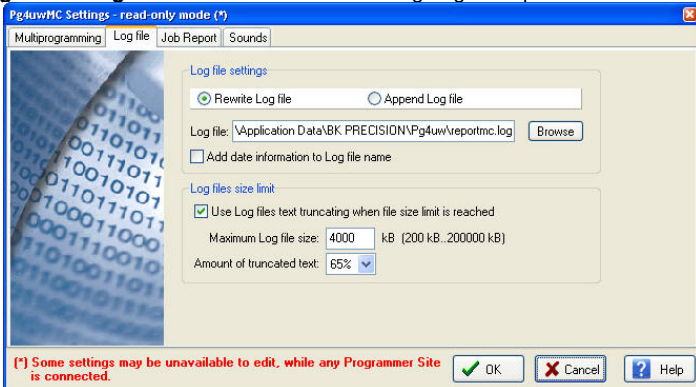 Pg4uwMC Settings - read-only mode (*)
Multiprogramming Log file Job Report Sounds
Log file settings
Rewrite Log file Append Log file
Log file: \Application Data\BK PRECISION\Pg4uw\reportmc.log Browse
Add date information to Log file name
Log files size limit
Use Log files text truncating when file size limit is reached
Maximum Log file size: 4000 kB (200 kB..200000 kB)
Amount of truncated text: 65%
(*) Some settings may be unavailable to edit, while any Programmer Site
is connected.
OK Cancel Help